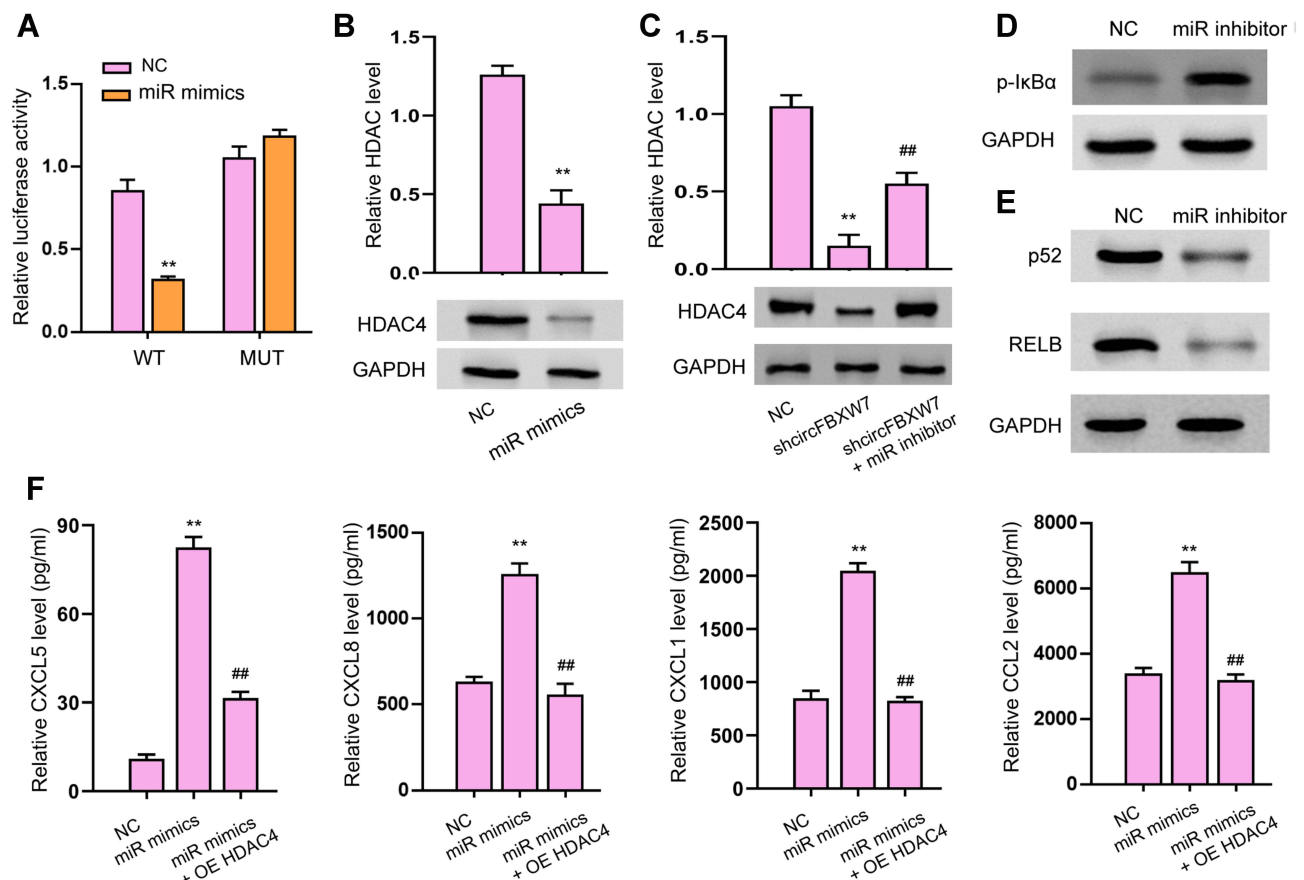 A
NC
miR mimics
Relative luciferase activity
1.5
1.0
0.5
0.0
**
WT
MUT
B
Relative HDAC level
1.5
1.0
0.5
0.0
**
HDAC4
GAPDH
NC
miR mimics
C
Relative HDAC level
1.5
1.0
0.5
0.0
**
##
HDAC4
GAPDH
NC
shcircFBXW7
shcircFBXW7
+ miR inhibitor
D
NC miR inhibitor
p-IκBα
GAPDH
E
NC miR inhibitor
p52
RELB
GAPDH
F
Relative CXCL5 level (pg/ml)
90
60
30
0
**
##
NC
miR mimics
miR mimics
+ OE HDAC4
Relative CXCL8 level (pg/ml)
1500
1000
500
0
**
##
NC
miR mimics
miR mimics
+ OE HDAC4
Relative CXCL1 level (pg/ml)
2500
2000
1500
1000
500
0
**
##
NC
miR mimics
miR mimics
+ OE HDAC4
Relative CCL2 level (pg/ml)
8000
6000
4000
2000
0
**
##
NC
miR mimics
miR mimics
+ OE HDAC4